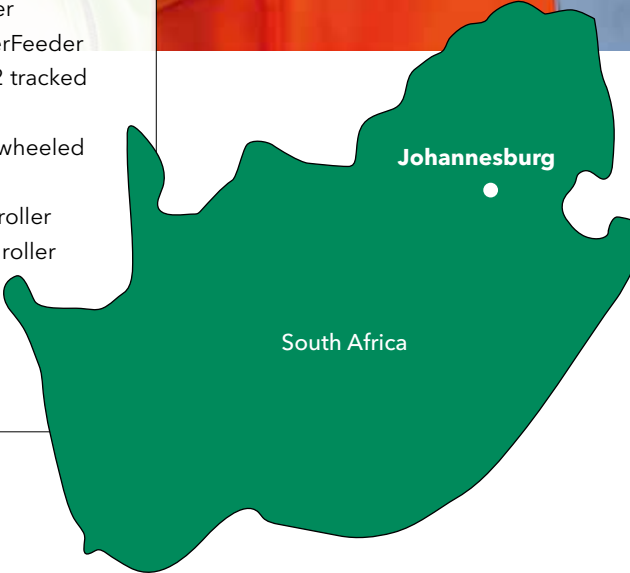 er
erFeeder
2 tracked
wheeled
roller
roller
Johannesburg
South Africa